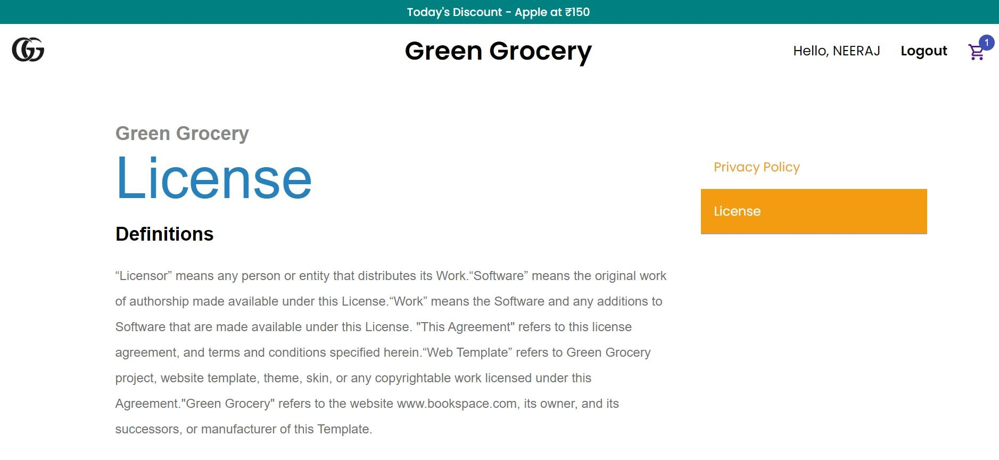 Today's Discount - Apple at ₹150
GG
Green Grocery
Hello, NEERAJ
Logout
1
Green Grocery
License
Privacy Policy
License
Definitions
“Licensor” means any person or entity that distributes its Work.“Software” means the original work
of authorship made available under this License.“Work” means the Software and any additions to
Software that are made available under this License. "This Agreement" refers to this license
agreement, and terms and conditions specified herein.“Web Template” refers to Green Grocery
project, website template, theme, skin, or any copyrightable work licensed under this
Agreement."Green Grocery" refers to the website www.bookspace.com, its owner, and its
successors, or manufacturer of this Template.